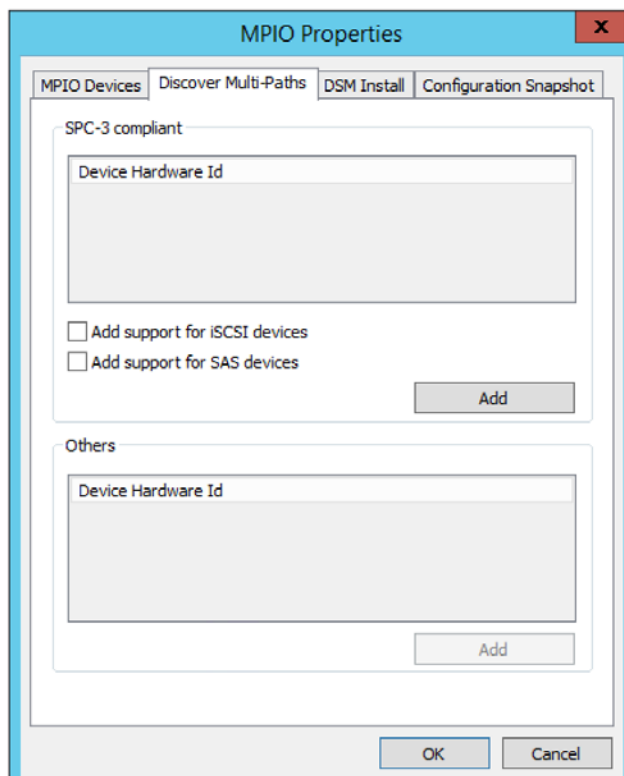 MPIO Properties
x
MPIO Devices Discover Multi-Paths DSM Install Configuration Snapshot
SPC-3 compliant
Device Hardware Id
Add support for iSCSI devices
Add support for SAS devices
Add
Others
Device Hardware Id
Add
OK Cancel